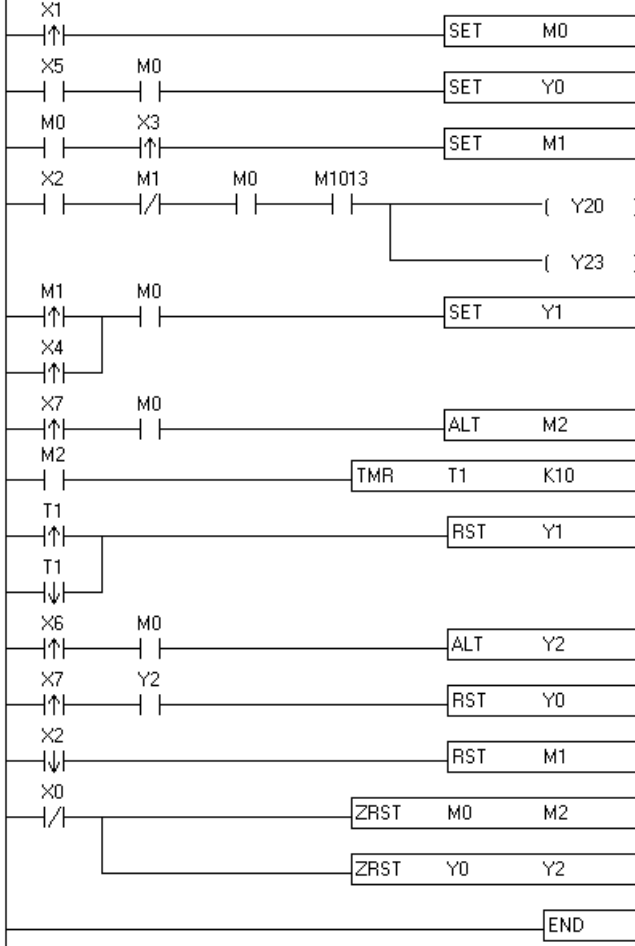 X1
SET M0
X5 M0
SET Y0
M0 X3
SET M1
X2 M1 M0 M1013
( Y20 )
( Y23 )
M1 M0
SET Y1
X4
X7 M0
ALT M2
M2
TMR T1 K10
T1
RST Y1
T1
X6 M0
ALT Y2
X7 Y2
RST Y0
X2
RST M1
X0
ZRST M0 M2
ZRST Y0 Y2
END